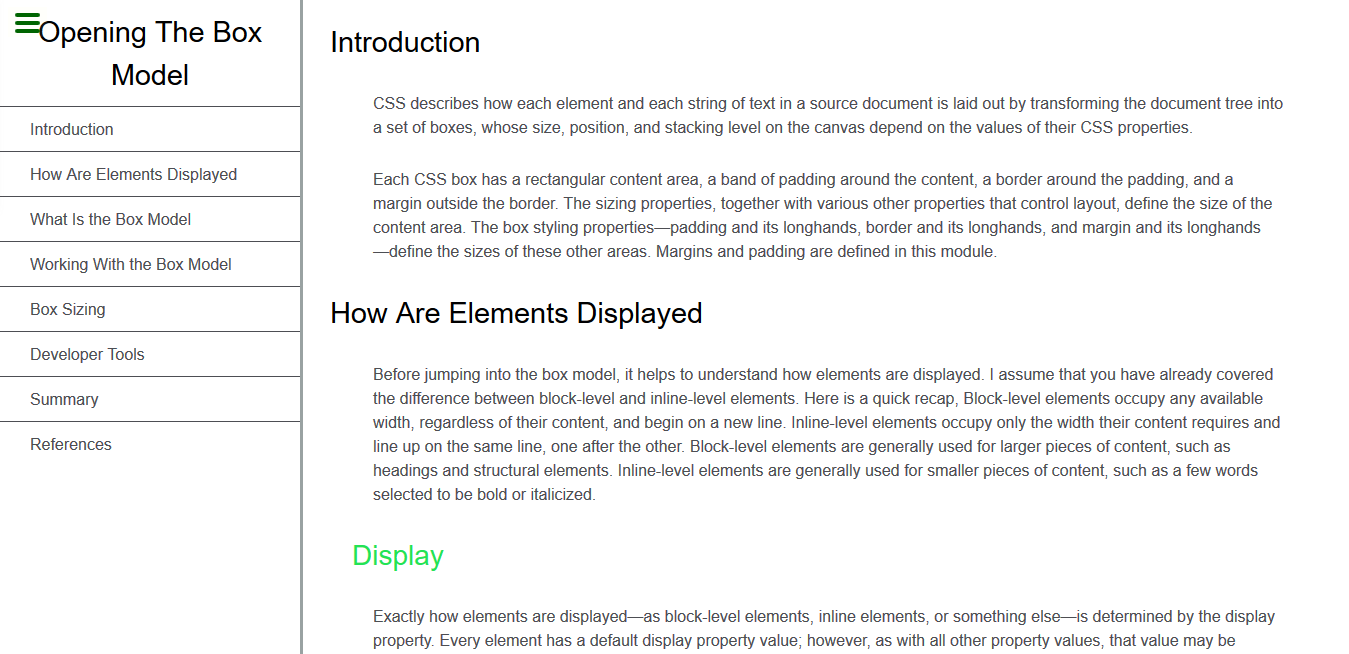 Opening The Box
Model
Introduction
How Are Elements Displayed
What Is the Box Model
Working With the Box Model
Box Sizing
Developer Tools
Summary
References
Introduction
CSS describes how each element and each string of text in a source document is laid out by transforming the document tree into
a set of boxes, whose size, position, and stacking level on the canvas depend on the values of their CSS properties.
Each CSS box has a rectangular content area, a band of padding around the content, a border around the padding, and a
margin outside the border. The sizing properties, together with various other properties that control layout, define the size of the
content area. The box styling properties—padding and its longhands, border and its longhands, and margin and its longhands
—define the sizes of these other areas. Margins and padding are defined in this module.
How Are Elements Displayed
Before jumping into the box model, it helps to understand how elements are displayed. I assume that you have already covered
the difference between block-level and inline-level elements. Here is a quick recap, Block-level elements occupy any available
width, regardless of their content, and begin on a new line. Inline-level elements occupy only the width their content requires and
line up on the same line, one after the other. Block-level elements are generally used for larger pieces of content, such as
headings and structural elements. Inline-level elements are generally used for smaller pieces of content, such as a few words
selected to be bold or italicized.
Display
Exactly how elements are displayed—as block-level elements, inline elements, or something else—is determined by the display
property. Every element has a default display property value; however, as with all other property values, that value may be